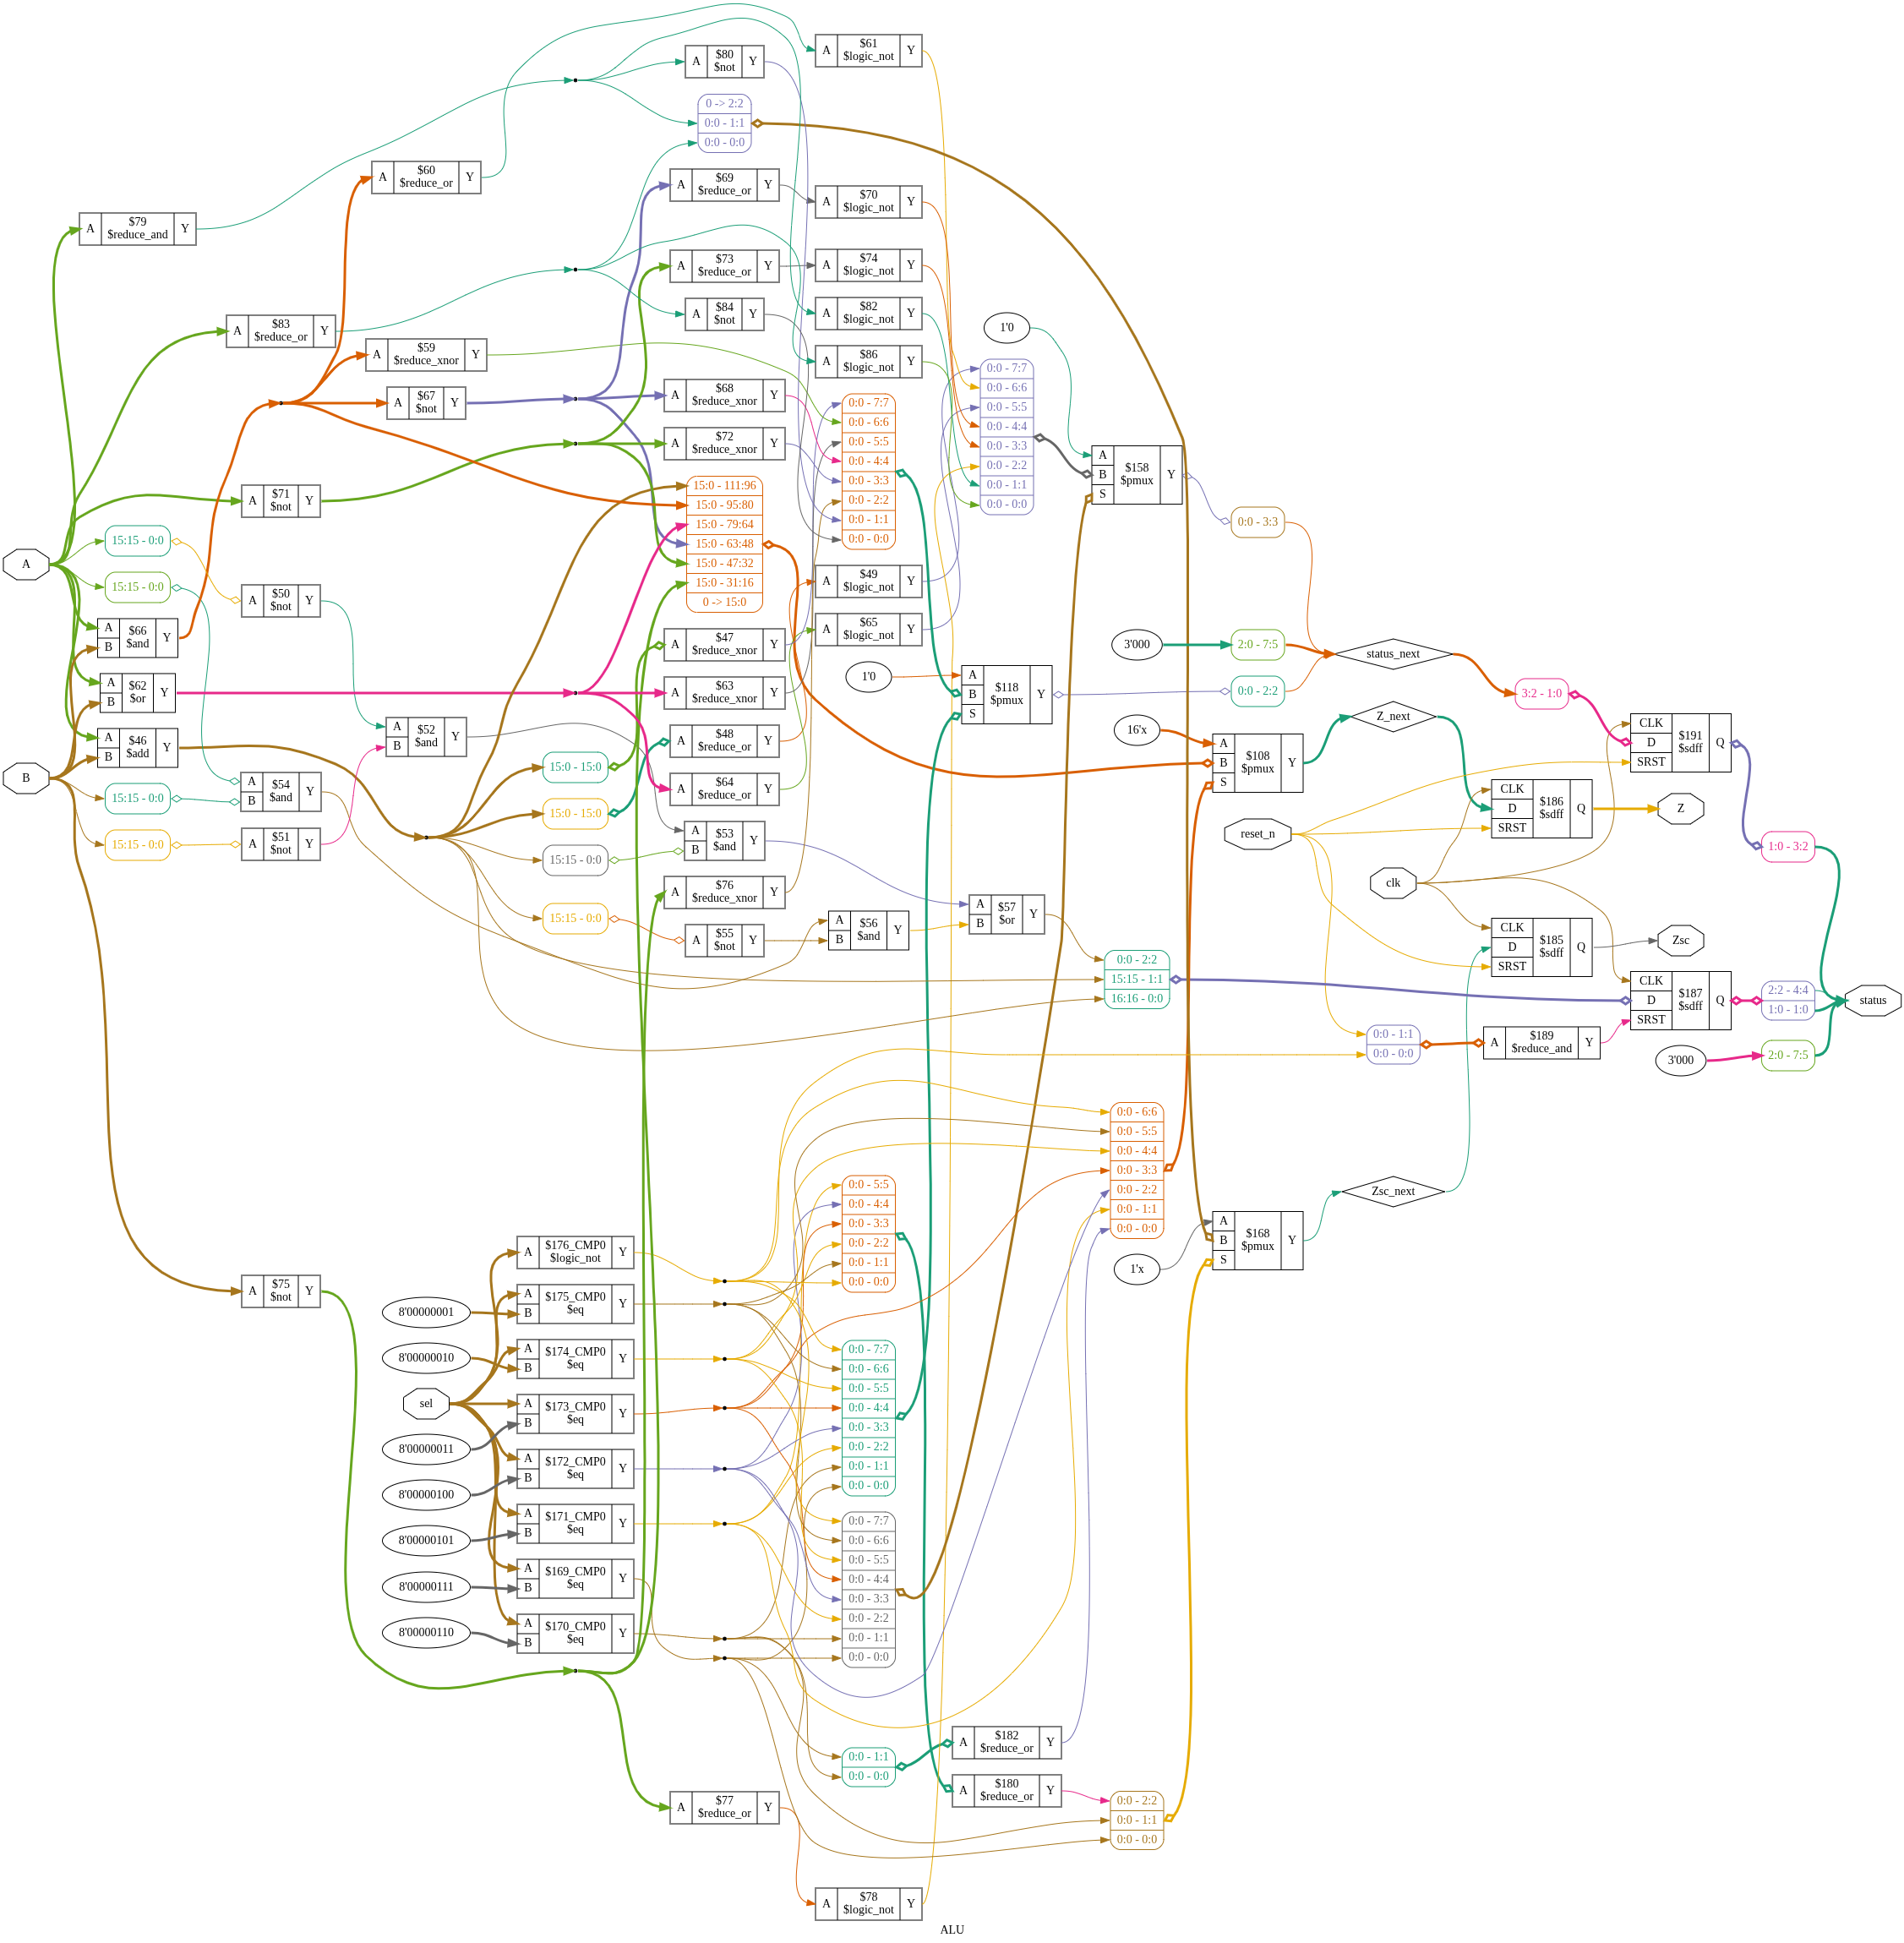 A
$80
$not
Y
A
$61
$logic_not
Y
0 -> 2:2
0:0 - 1:1
0:0 - 0:0
A
$60
$reduce_or
Y
A
$69
$reduce_or
Y
A
$70
$logic_not
Y
A
$79
$reduce_and
Y
A
$73
$reduce_or
Y
A
$74
$logic_not
Y
A
$83
$reduce_or
Y
A
$84
$not
Y
A
$82
$logic_not
Y
1'0
A
$59
$reduce_xnor
Y
A
$86
$logic_not
Y
0:0 - 7:7
0:0 - 6:6
0:0 - 5:5
0:0 - 4:4
0:0 - 3:3
0:0 - 2:2
0:0 - 1:1
0:0 - 0:0
A
$67
$not
Y
A
$68
$reduce_xnor
Y
0:0 - 7:7
0:0 - 6:6
0:0 - 5:5
0:0 - 4:4
0:0 - 3:3
0:0 - 2:2
0:0 - 1:1
0:0 - 0:0
A
$72
$reduce_xnor
Y
A
B
S
$158
$pmux
Y
A
$71
$not
Y
15:0 - 111:96
15:0 - 95:80
15:0 - 79:64
15:0 - 63:48
15:0 - 47:32
15:0 - 31:16
0 -> 15:0
0:0 - 3:3
A
15:15 - 0:0
15:15 - 0:0
A
$50
$not
Y
A
$49
$logic_not
Y
A
B
$66
$and
Y
A
$47
$reduce_xnor
Y
A
$65
$logic_not
Y
3'000
2:0 - 7:5
status_next
A
B
$62
$or
Y
A
$63
$reduce_xnor
Y
1'0
A
B
S
$118
$pmux
Y
0:0 - 2:2
3:2 - 1:0
A
B
$46
$add
Y
A
B
$52
$and
Y
A
$48
$reduce_or
Y
16'x
Z_next
CLK
D
SRST
$191
$sdff
Q
B
15:15 - 0:0
15:15 - 0:0
A
B
$54
$and
Y
15:0 - 15:0
15:0 - 15:0
A
$64
$reduce_or
Y
A
B
S
$108
$pmux
Y
CLK
D
SRST
$186
$sdff
Q
Z
A
$51
$not
Y
15:15 - 0:0
A
B
$53
$and
Y
reset_n
1:0 - 3:2
clk
A
$76
$reduce_xnor
Y
15:15 - 0:0
A
$55
$not
Y
A
B
$56
$and
Y
A
B
$57
$or
Y
CLK
D
SRST
$185
$sdff
Q
Zsc
0:0 - 2:2
15:15 - 1:1
16:16 - 0:0
CLK
D
SRST
$187
$sdff
Q
2:2 - 4:4
1:0 - 1:0
status
0:0 - 1:1
0:0 - 0:0
A
$189
$reduce_and
Y
3'000
2:0 - 7:5
0:0 - 6:6
0:0 - 5:5
0:0 - 4:4
0:0 - 3:3
0:0 - 2:2
0:0 - 1:1
0:0 - 0:0
0:0 - 5:5
0:0 - 4:4
0:0 - 3:3
0:0 - 2:2
0:0 - 1:1
0:0 - 0:0
Zsc_next
A
B
S
$168
$pmux
Y
1'x
A
$75
$not
Y
A
$176_CMP0
$logic_not
Y
8'00000001
A
B
$175_CMP0
$eq
Y
8'00000010
A
B
$174_CMP0
$eq
Y
sel
A
B
$173_CMP0
$eq
Y
8'00000011
0:0 - 7:7
0:0 - 6:6
0:0 - 5:5
0:0 - 4:4
0:0 - 3:3
0:0 - 2:2
0:0 - 1:1
0:0 - 0:0
A
B
$172_CMP0
$eq
Y
8'00000100
A
B
$171_CMP0
$eq
Y
8'00000101
A
B
$169_CMP0
$eq
Y
8'00000111
A
B
$170_CMP0
$eq
Y
8'00000110
0:0 - 7:7
0:0 - 6:6
0:0 - 5:5
0:0 - 4:4
0:0 - 3:3
0:0 - 2:2
0:0 - 1:1
0:0 - 0:0
0:0 - 1:1
0:0 - 0:0
A
$182
$reduce_or
Y
A
$180
$reduce_or
Y
A
$77
$reduce_or
Y
0:0 - 2:2
0:0 - 1:1
0:0 - 0:0
A
$78
$logic_not
Y
ALU